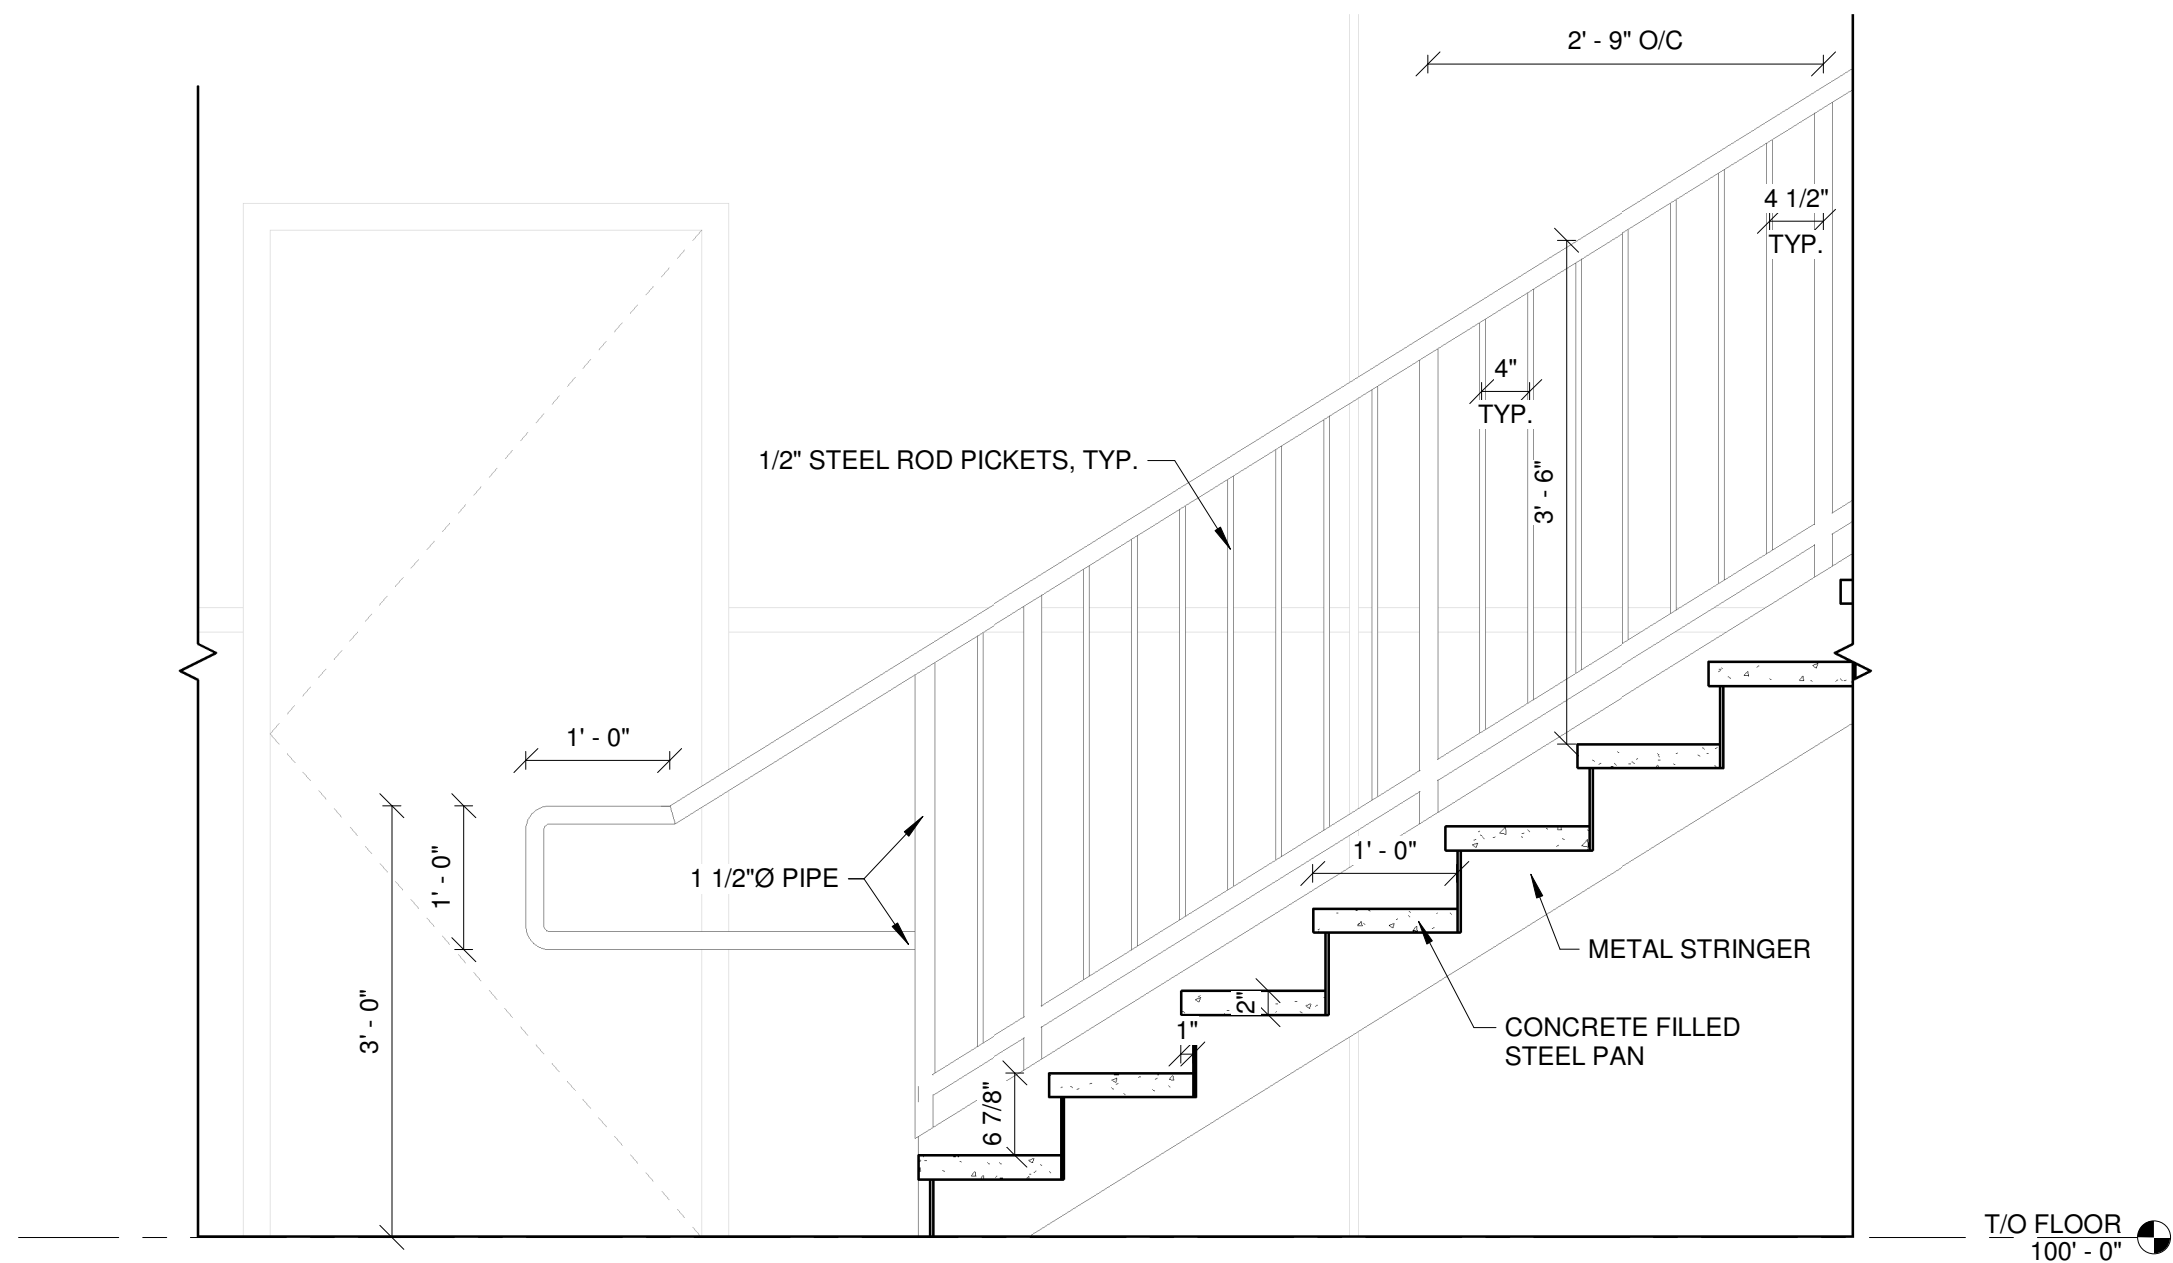 2' - 9" O/C
4 1/2"
TYP.
4"
TYP.
1/2" STEEL ROD PICKETS, TYP.
3' - 6"
1' - 0"
1' - 0"
1' - 0"
1 1/2"Ø PIPE
METAL STRINGER
3' - 0"
2"
1"
CONCRETE FILLED
STEEL PAN
6 7/8"
T/O FLOOR
100' - 0"